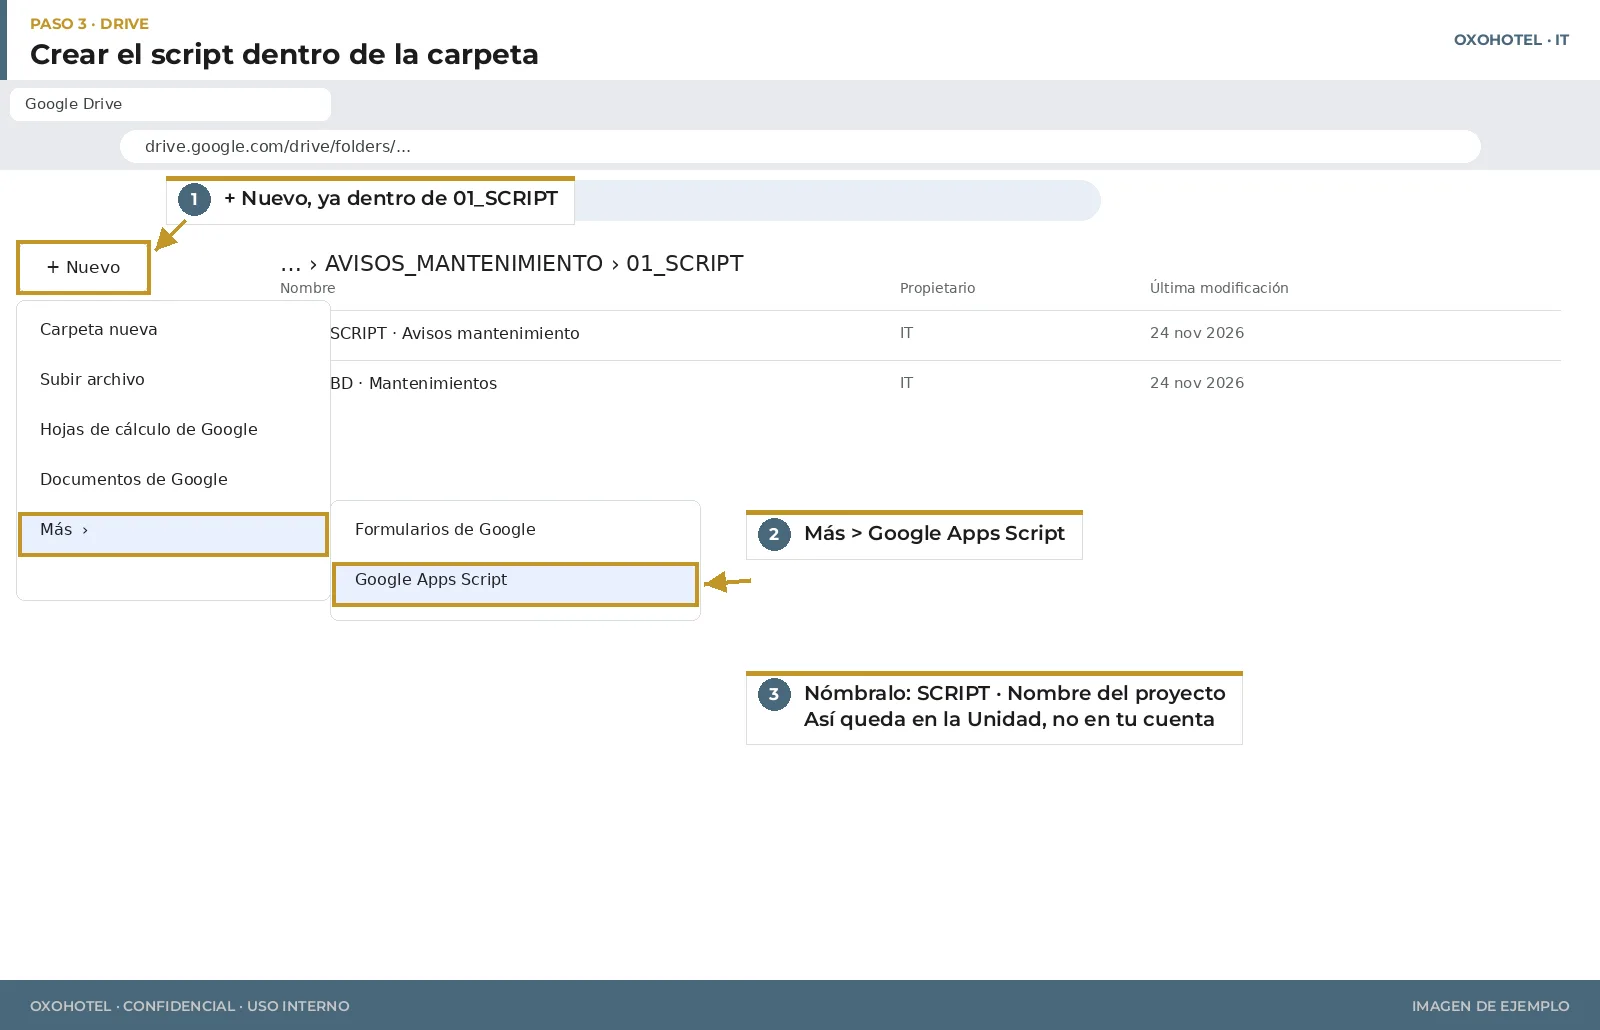 PASO 3 · DRIVE
Crear el script dentro de la carpeta
OXOHOTEL · IT
Google Drive
drive.google.com/drive/folders/...
1 + Nuevo, ya dentro de 01_SCRIPT
+ Nuevo
... › AVISOS_MANTENIMIENTO › 01_SCRIPT
Nombre Propietario Última modificación
Carpeta nueva
SCRIPT · Avisos mantenimiento IT 24 nov 2026
Subir archivo
BD · Mantenimientos IT 24 nov 2026
Hojas de cálculo de Google
Documentos de Google
Más ›
Formularios de Google
Google Apps Script
2 Más > Google Apps Script
3 Nómbralo: SCRIPT · Nombre del proyecto
Así queda en la Unidad, no en tu cuenta
OXOHOTEL · CONFIDENCIAL · USO INTERNO
IMAGEN DE EJEMPLO